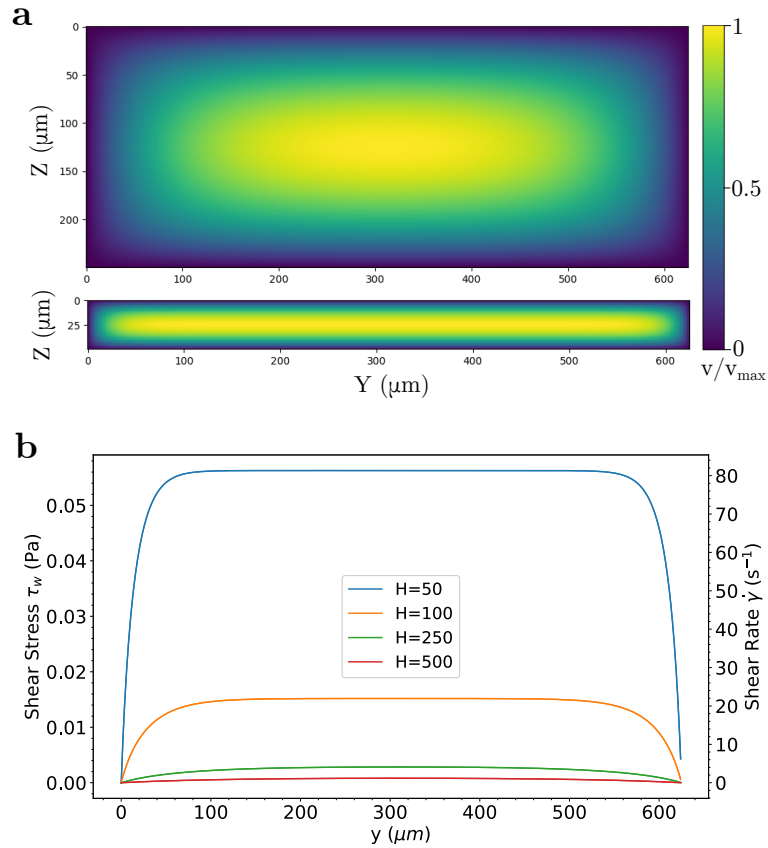 a
0
50
100
150
200
Z (µm)
0 100 200 300 400 500 600
1
0.5
0
v/vmax
0
25
Z (µm)
0 100 200 300 400 500 600
Y (µm)
b
0.05
0.04
0.03
0.02
0.01
0.00
Shear Stress τw (Pa)
H=50
H=100
H=250
H=500
80
70
60
50
40
30
20
10
0
Shear Rate γ̇ (s⁻¹)
0 100 200 300 400 500 600
y (µm)